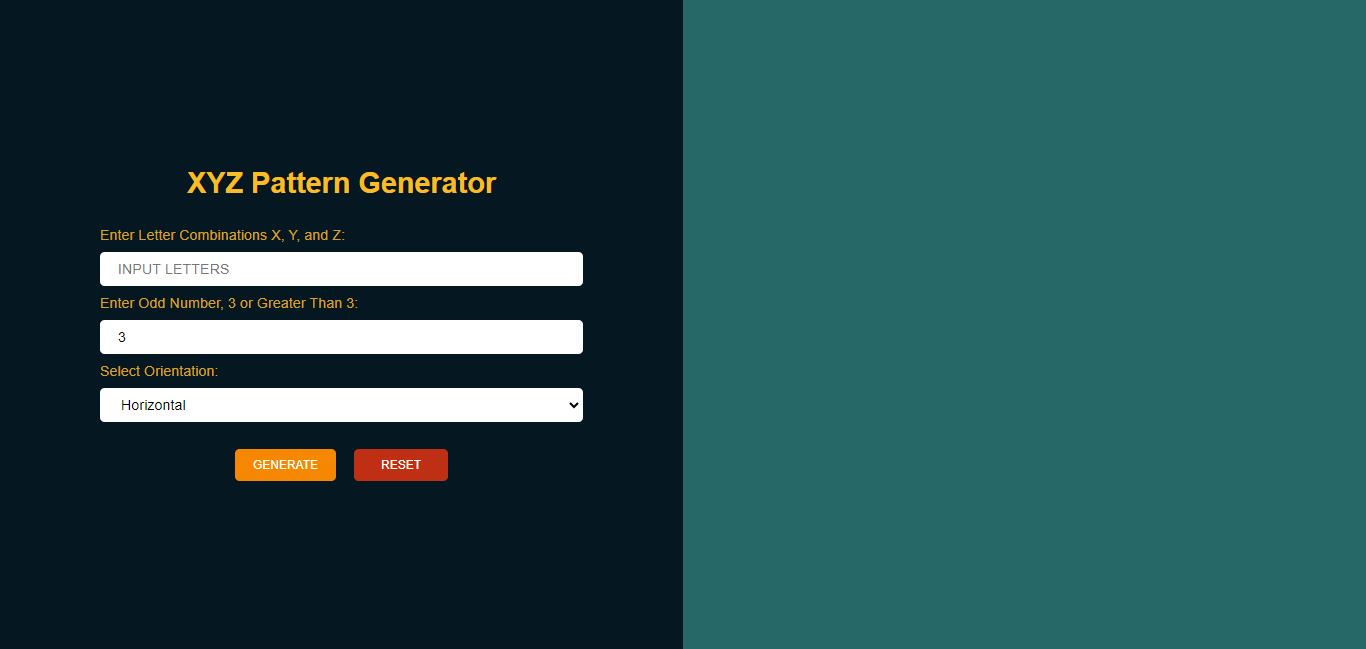 XYZ Pattern Generator
Enter Letter Combinations X, Y, and Z:
INPUT LETTERS
Enter Odd Number, 3 or Greater Than 3:
3
Select Orientation:
Horizontal
GENERATE RESET